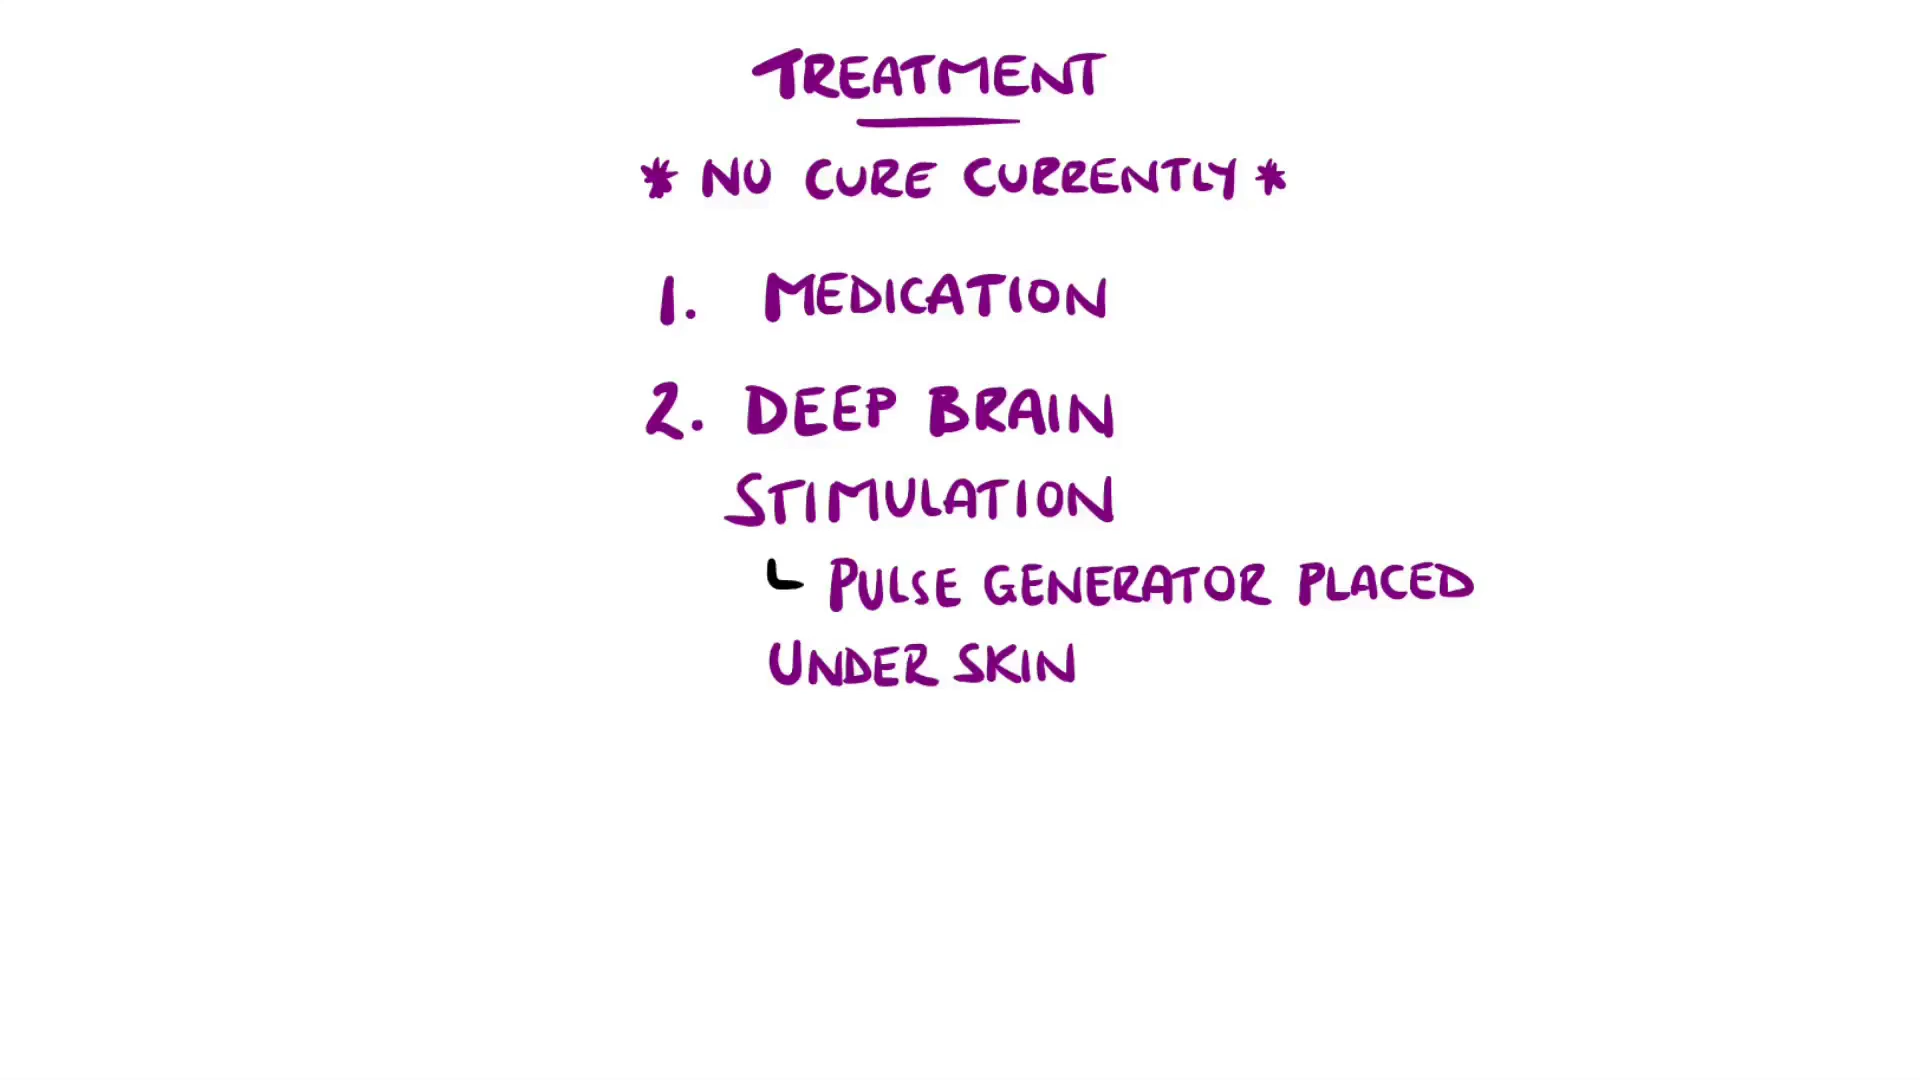 TREATMENT
* NO CURE CURRENTLY *
1. MEDICATION
2. DEEP BRAIN
STIMULATION
PULSE GENERATOR PLACED
UNDER SKIN